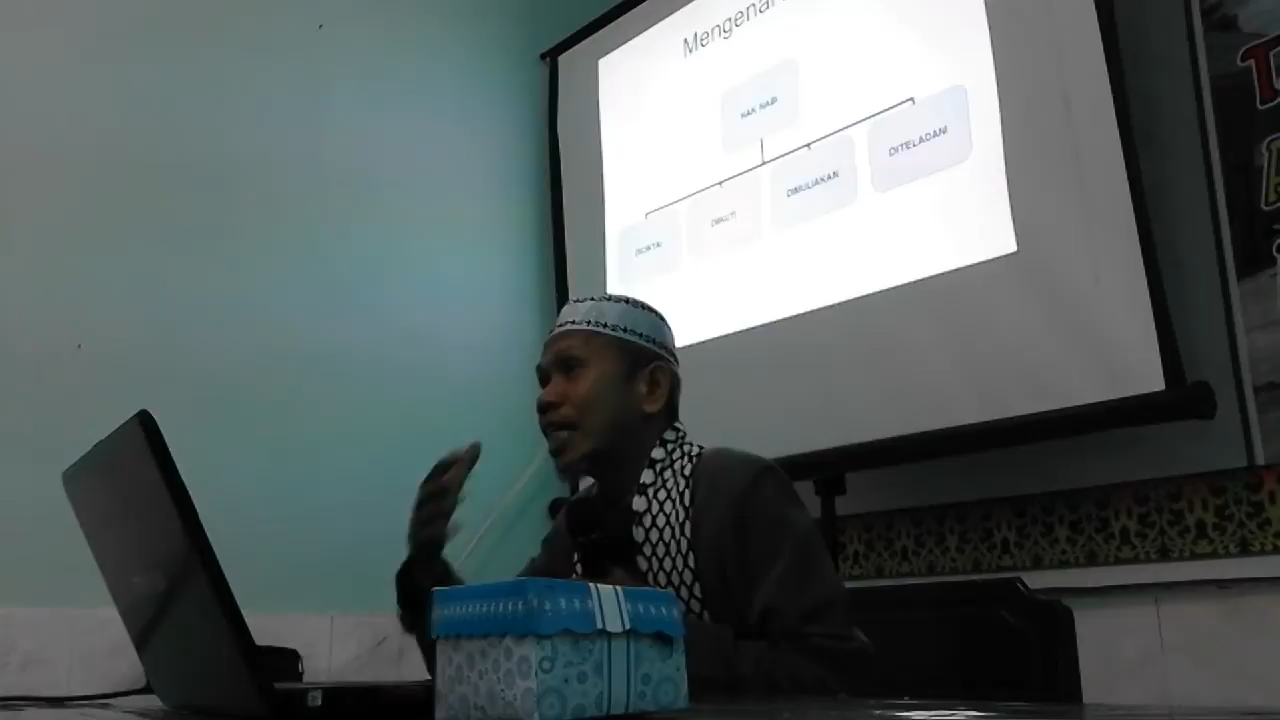 Mengenal
HAK NABI
DICINTAI
DIIKUTI
DIMULIAKAN
DITELADANI